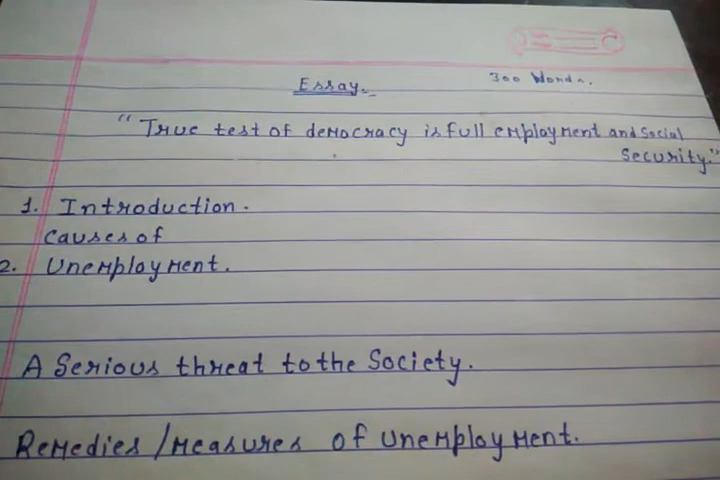 Essay.
300 Words.
"True test of democracy is full employment and Social
Security."
1. Introduction.
Causes of
2. Unemployment.
A Serious threat to the Society.
Remedies/measures of unemployment.